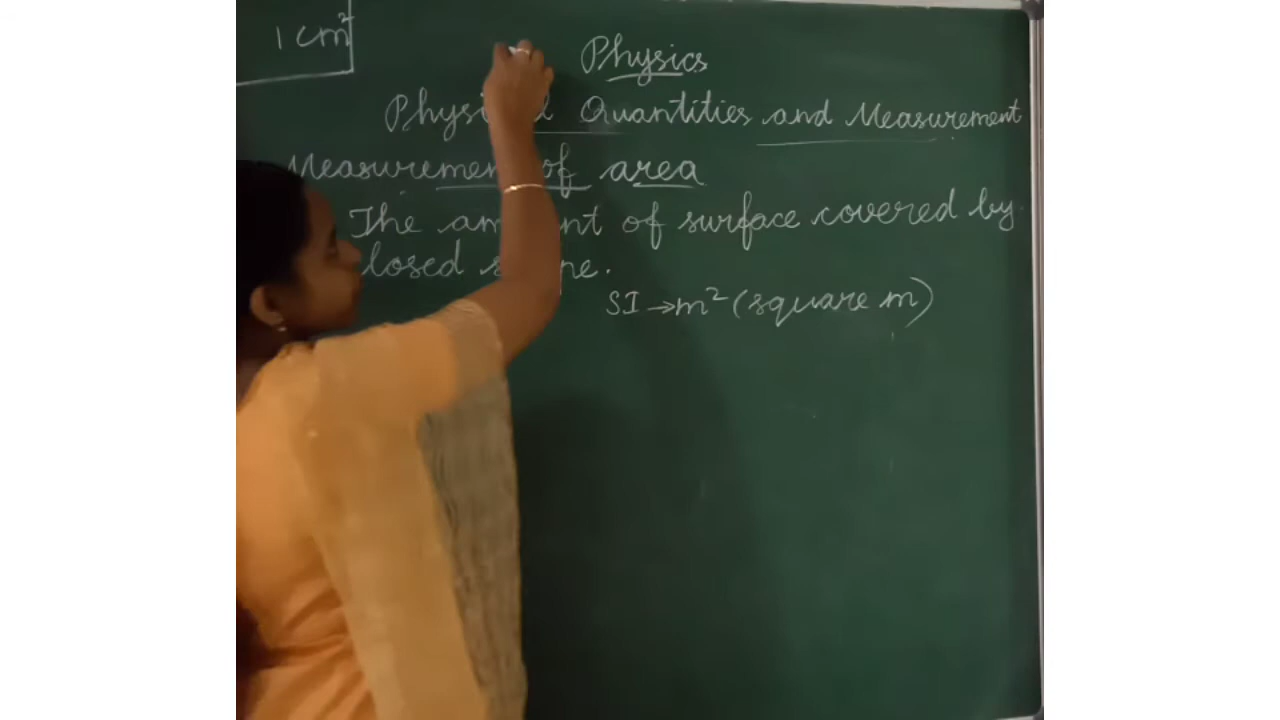 1 cm²
Physics
Quantities and Measurement
of area
The of surface covered by
SI → m² (square m)